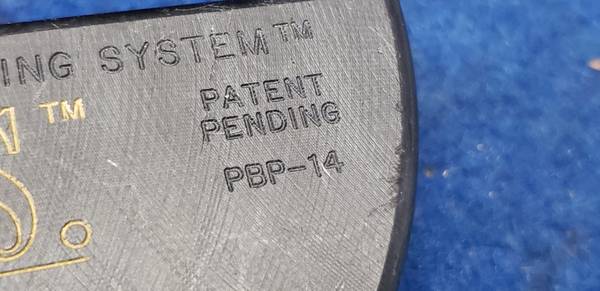 ING SYSTEM™
™
PATENT
PENDING
PBP-14
S.